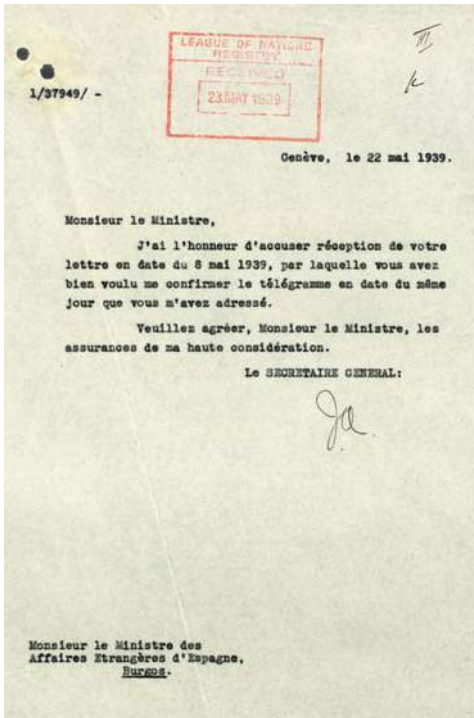 LEAGUE OF NATIONS
REGISTRY
RECEIVED
23 MAY 1939
III
1/37949/ -
Genève, le 22 mai 1939.
Monsieur le Ministre,
J'ai l'honneur d'accuser réception de votre
lettre en date du 8 mai 1939, par laquelle vous avez
bien voulu me confirmer le télégramme en date du même
jour que vous m'avez adressé.
Veuillez agréer, Monsieur le Ministre, les
assurances de ma haute considération.
Le SECRETAIRE GENERAL:
Monsieur le Ministre des
Affaires Etrangères d'Espagne,
Burgos.